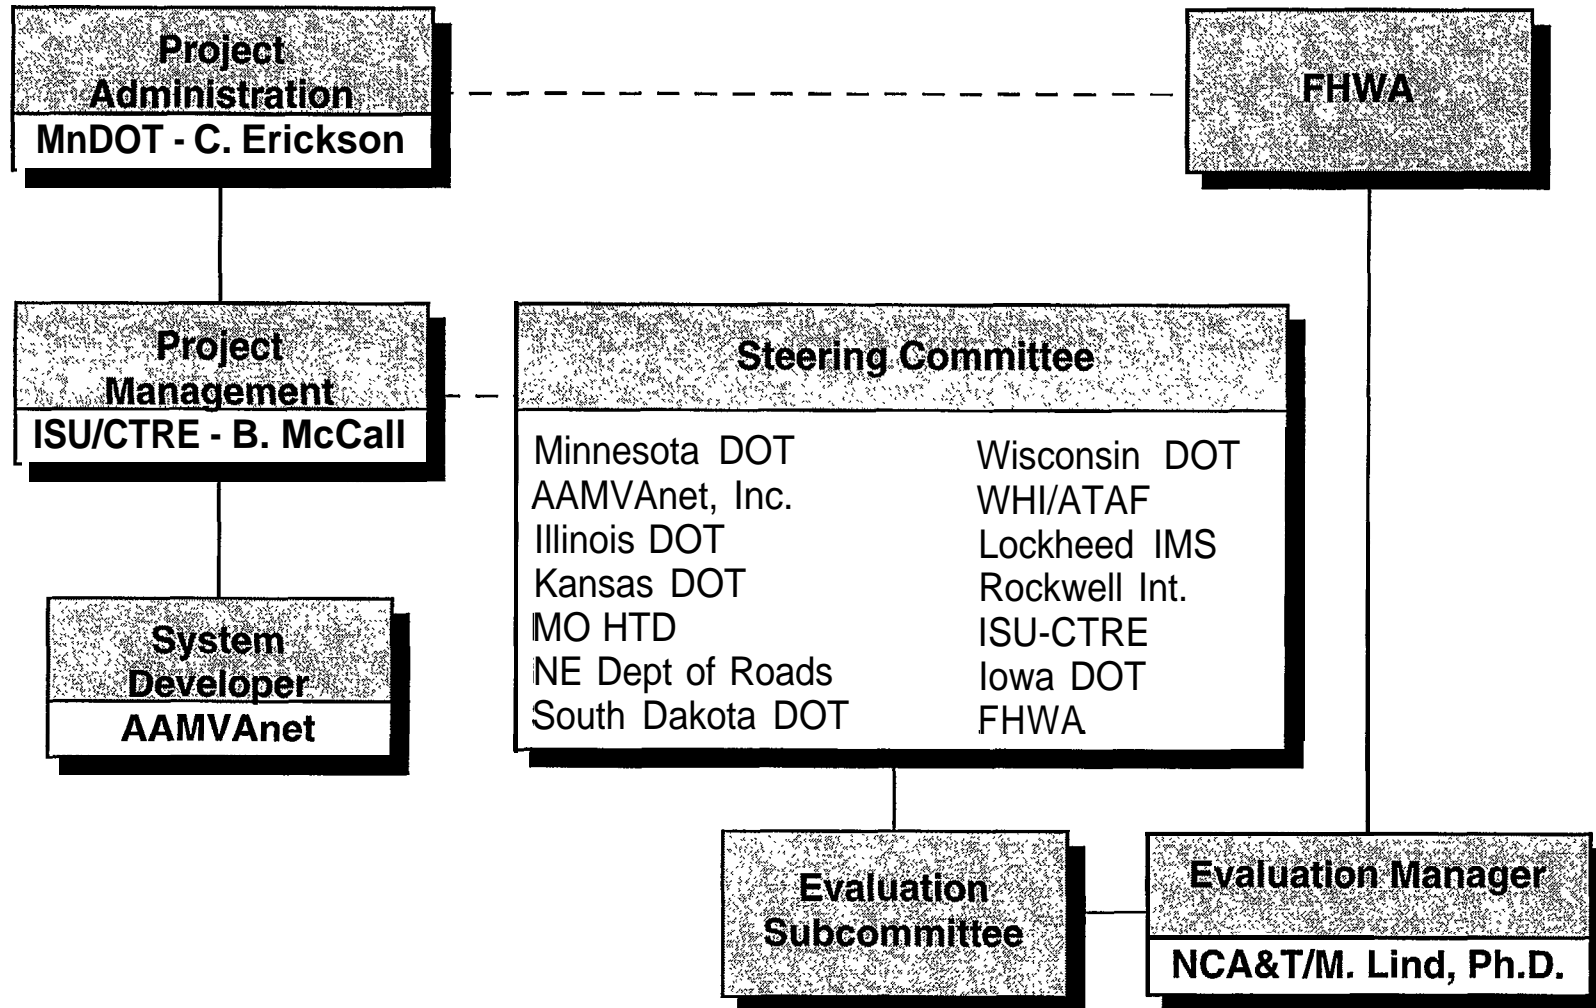 Project
Administration
MnDOT - C. Erickson
FHWA
Project
Management
ISU/CTRE - B. McCall
Steering Committee
Minnesota DOT
AAMVAnet, Inc.
Illinois DOT
Kansas DOT
MO HTD
NE Dept of Roads
South Dakota DOT
Wisconsin DOT
WHI/ATAF
Lockheed IMS
Rockwell Int.
ISU-CTRE
Iowa DOT
FHWA
System
Developer
AAMVAnet
Evaluation
Subcommittee
Evaluation Manager
NCA&T/M. Lind, Ph.D.